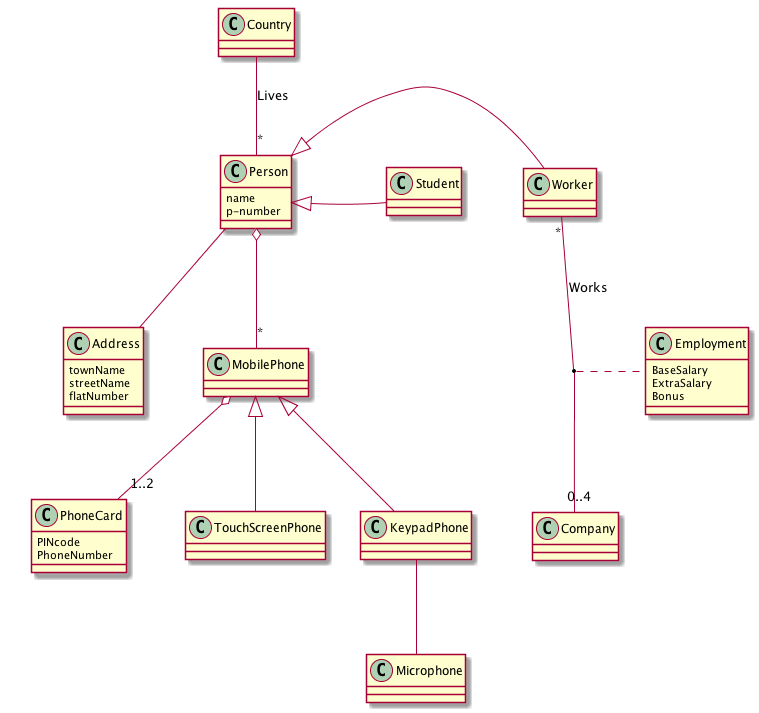 C Country
Lives
*
C Person
name
p-number
C Student
C Worker
*
Works
C Address
townName
streetName
flatNumber
*
C MobilePhone
C Employment
BaseSalary
ExtraSalary
Bonus
1..2
0..4
C PhoneCard
PINcode
PhoneNumber
C TouchScreenPhone
C KeypadPhone
C Company
C Microphone